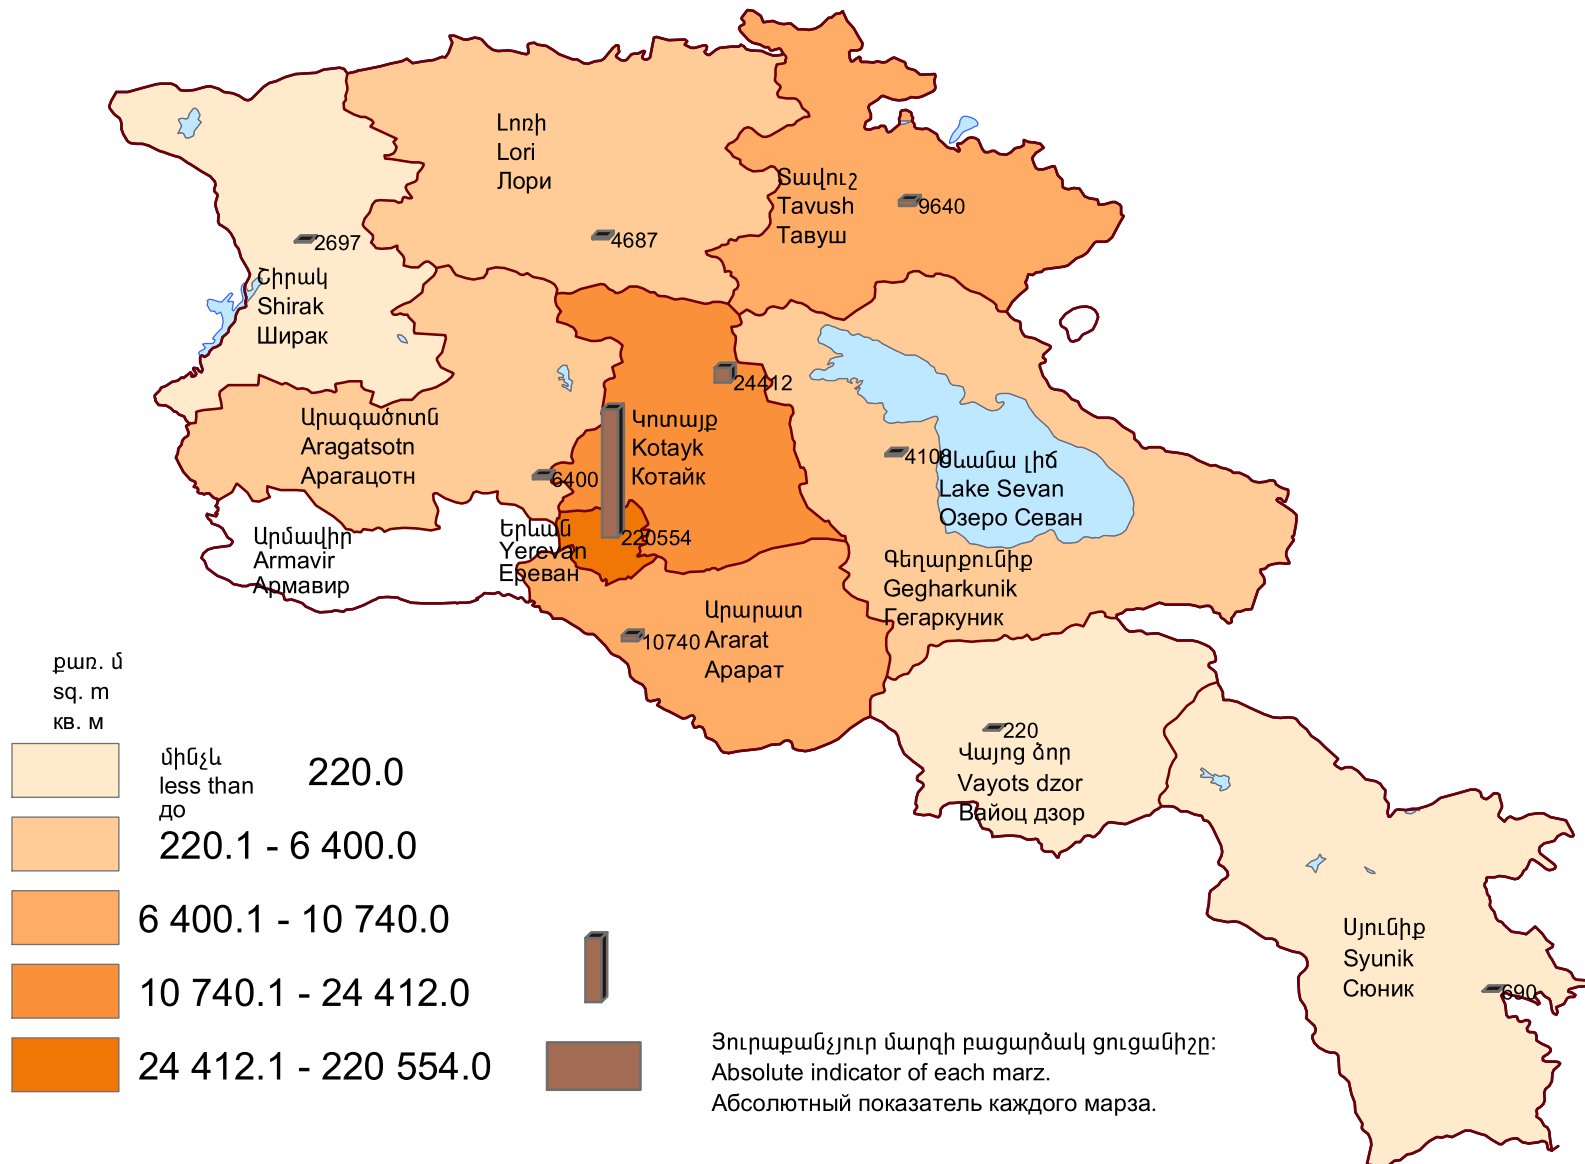 Լոռի
Lori
Лори
Տավուշ
Tavush
Тавуш
9640
2697
4687
Շիրակ
Shirak
Ширак
24412
Արագածոտն
Aragatsotn
Арагацотн
6400
Կոտայք
Kotayk
Котайк
4108
Սևանա լիճ
Lake Sevan
Озеро Севан
Արմավիր
Armavir
Армавир
Երևան
Yerevan
Ереван
220554
Գեղարքունիք
Gegharkunik
Гегаркуник
10740
Արարատ
Ararat
Арарат
220
Վայոց ձոր
Vayots dzor
Вайоц дзор
Սյունիք
Syunik
Сюник
690
քառ. մ
sq. m
кв. м
մինչև
less than
до
220.0
220.1 - 6 400.0
6 400.1 - 10 740.0
10 740.1 - 24 412.0
24 412.1 - 220 554.0
Յուրաքանչյուր մարզի բացարձակ ցուցանիշը:
Absolute indicator of each marz.
Абсолютный показатель каждого марза.